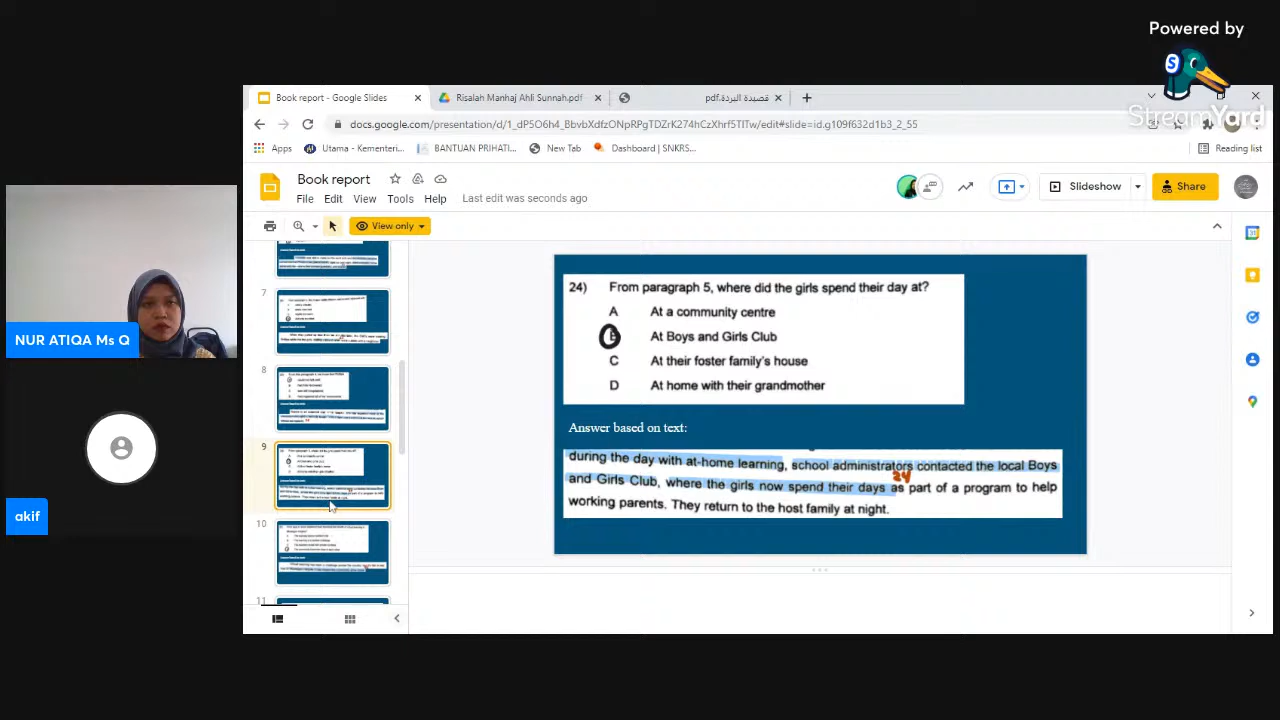 Powered by
StreamYard
Book report - Google Slides
Risalah Manhaj Ahli Sunnah.pdf
قصيدة البردة.pdf
docs.google.com/presentation/d/1_dP5O6h4_BbvbXdfzONpRPgTDZrK274hCzXhrf5TITw/edit#slide=id.g109f632d1b3_2_55
Apps
Utama - Kementeri...
BANTUAN PRIHATI...
New Tab
Dashboard | SNKRS...
Reading list
Book report
File Edit View Tools Help
Last edit was seconds ago
Slideshow
Share
View only
7
8
9
10
11
24) From paragraph 5, where did the girls spend their day at?
A At a community centre
B At Boys and Girls Club
C At their foster family's house
D At home with their grandmother
Answer based on text:
during the day with at-home learning, school administrators contacted the local Boys
24
and Girls Club, where the girls now spend their days as part of a program to help
working parents. They return to the host family at night.
NUR ATIQA Ms Q
akif